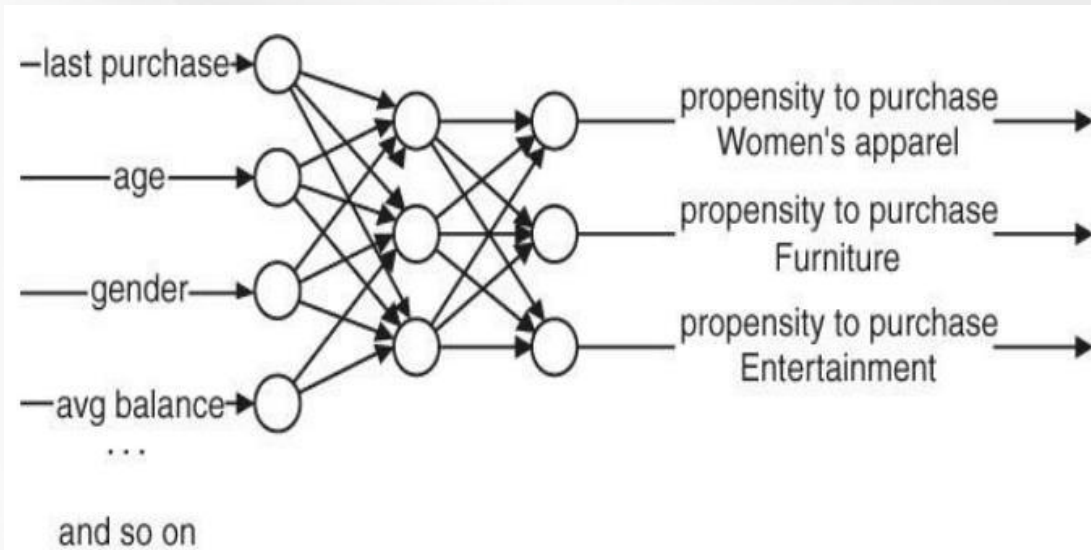 last purchase
age
gender
avg balance
...
and so on
propensity to purchase
Women's apparel
propensity to purchase
Furniture
propensity to purchase
Entertainment